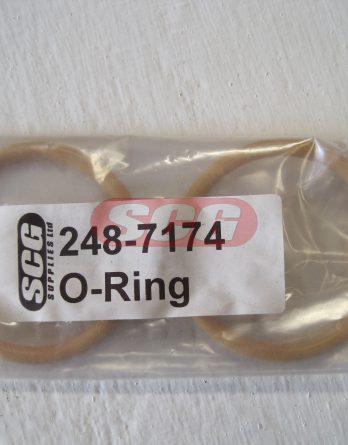 SCG
SUPPLIES Ltd
SCG
248-7174
O-Ring